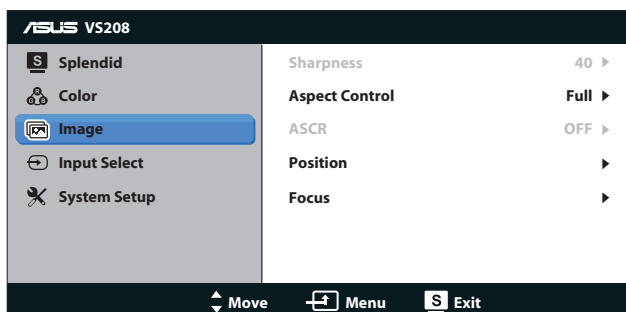 ASUS VS208
S Splendid
Color
Image
Input Select
System Setup
Sharpness 40
Aspect Control Full
ASCR OFF
Position
Focus
Move Menu S Exit